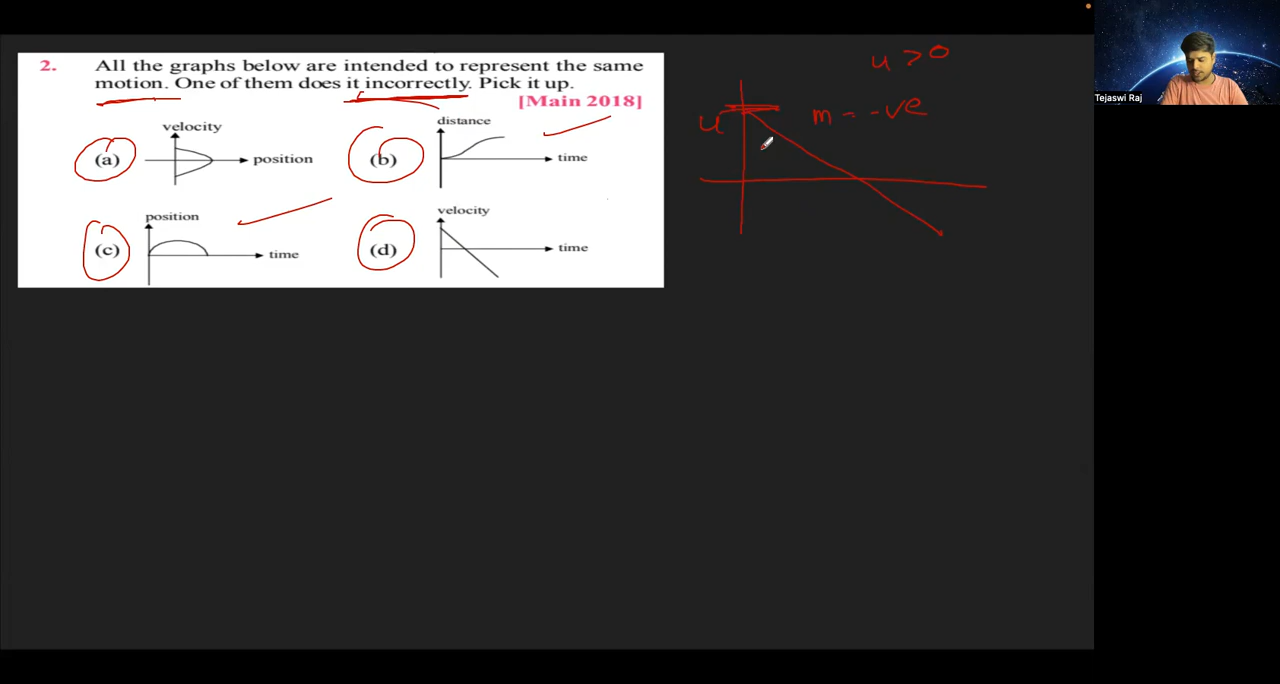 2. All the graphs below are intended to represent the same
motion. One of them does it incorrectly. Pick it up.
[Main 2018]
(a) velocity position
(b) distance time
(c) position time
(d) velocity time
u > 0
u m = -ve
Tejaswi Raj